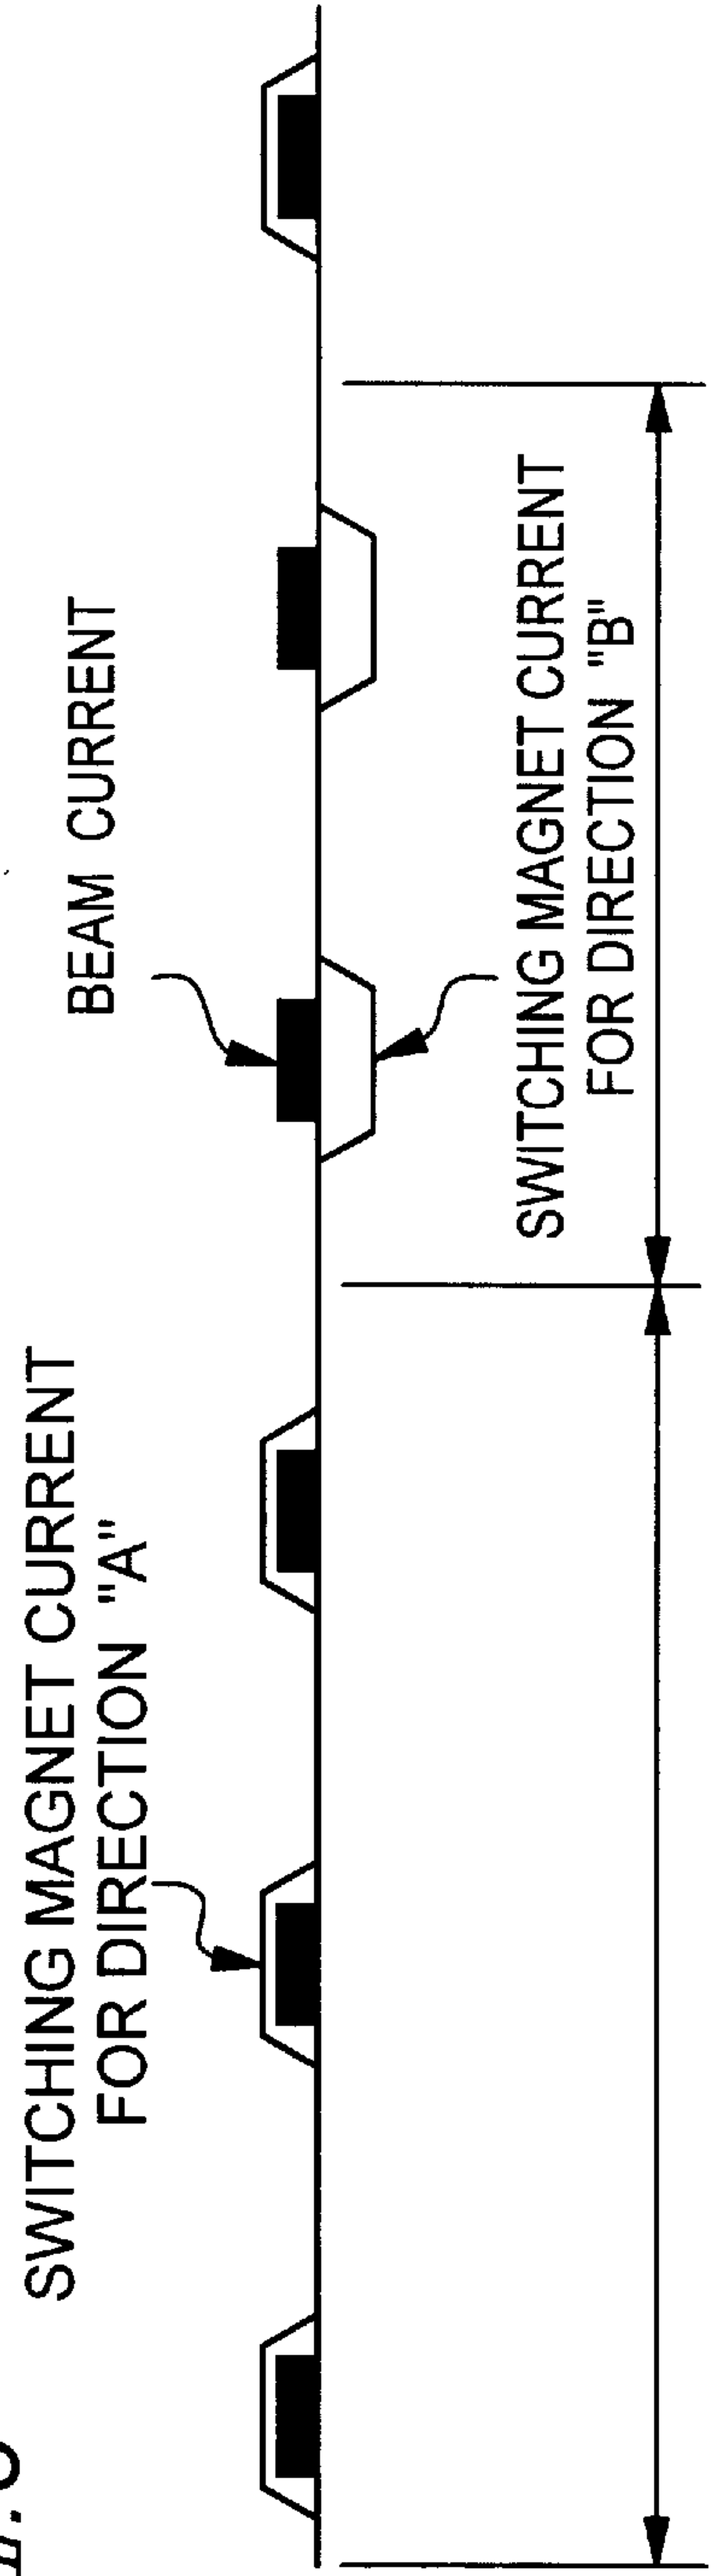 SWITCHING MAGNET CURRENT
FOR DIRECTION "A"
BEAM CURRENT
SWITCHING MAGNET CURRENT
FOR DIRECTION "B"